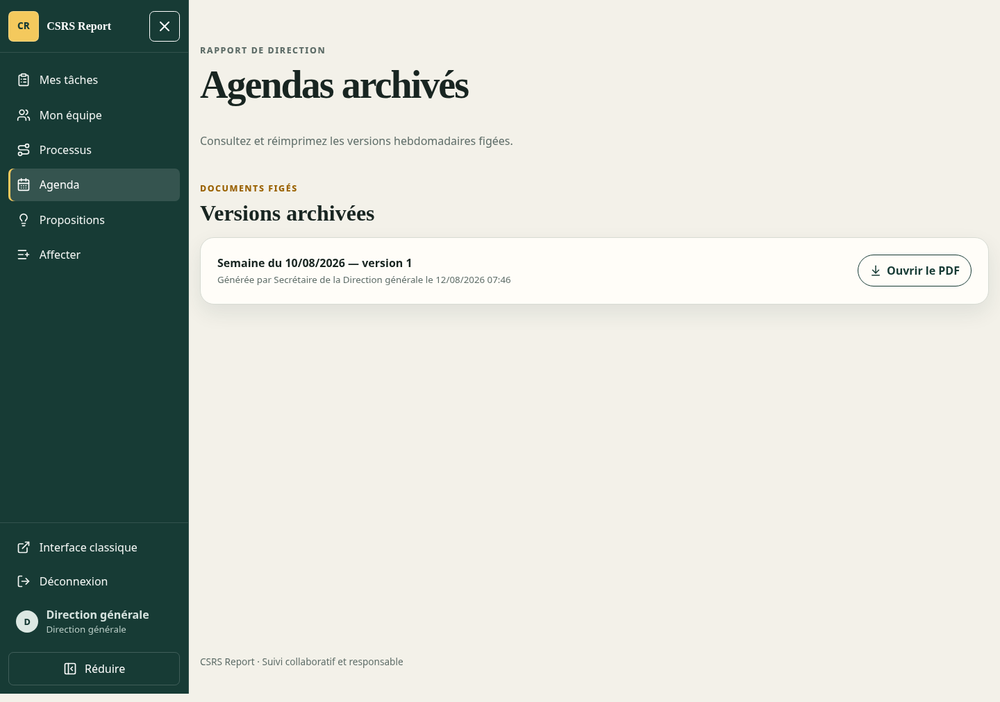 CR
CSRS Report
Mes tâches
Mon équipe
Processus
Agenda
Propositions
Affecter
Interface classique
Déconnexion
D
Direction générale
Direction générale
Réduire
RAPPORT DE DIRECTION
Agendas archivés
Consultez et réimprimez les versions hebdomadaires figées.
DOCUMENTS FIGÉS
Versions archivées
Semaine du 10/08/2026 — version 1
Générée par Secrétaire de la Direction générale le 12/08/2026 07:46
Ouvrir le PDF
CSRS Report · Suivi collaboratif et responsable